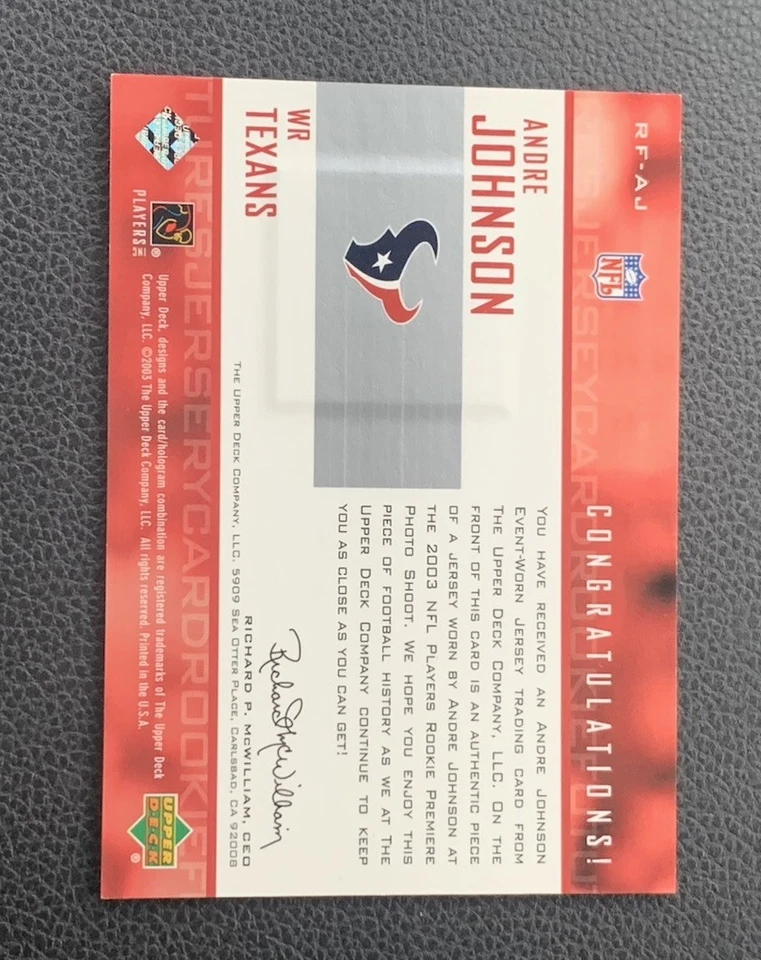 RF-AJ
NFL
CONGRATULATIONS!
ANDRE
JOHNSON
WR
TEXANS
YOU HAVE RECEIVED AN ANDRE JOHNSON
EVENT-WORN JERSEY TRADING CARD FROM
THE UPPER DECK COMPANY, LLC. ON THE
FRONT OF THIS CARD IS AN AUTHENTIC PIECE
OF A JERSEY WORN BY ANDRE JOHNSON AT
THE 2003 NFL PLAYERS ROOKIE PREMIERE
PHOTO SHOOT. WE HOPE YOU ENJOY THIS
PIECE OF FOOTBALL HISTORY AS WE AT THE
UPPER DECK COMPANY CONTINUE TO KEEP
YOU AS CLOSE AS YOU CAN GET!
Richard P. McWilliam
RICHARD P. MCWILLIAM, CEO
THE UPPER DECK COMPANY, LLC. 5909 SEA OTTER PLACE, CARLSBAD, CA 92008
TURESJERSEYCARDROOKIEF
PLAYERS INC
®
Upper Deck, designs and the card/hologram combination are registered trademarks of The Upper Deck
Company, LLC. ©2003 The Upper Deck Company, LLC. All rights reserved. Printed in the U.S.A.
UPPER
DECK
®